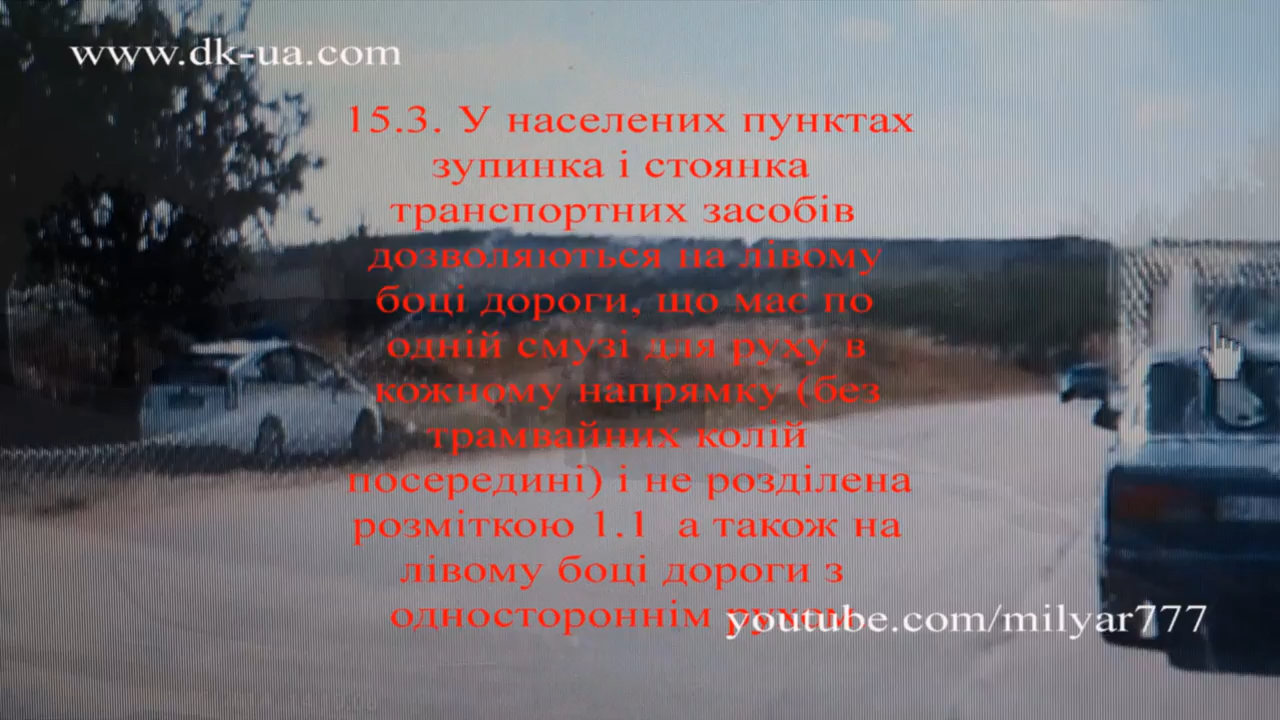 www.dk-ua.com
15.3. У населених пунктах
зупинка і стоянка
транспортних засобів
дозволяються на лівому
боці дороги, що має по
одній смузі для руху в
кожному напрямку (без
трамвайних колій
посередині) і не розділена
розміткою 1.1 а також на
лівому боці дороги з
одностороннім рухом
youtube.com/milyar777